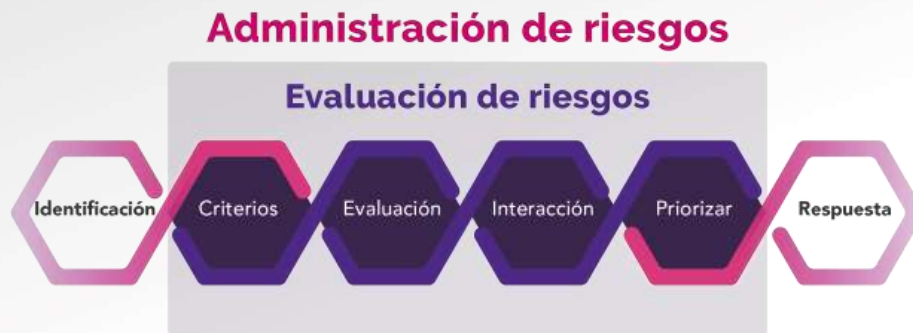 Administración de riesgos
Evaluación de riesgos
Identificación
Criterios
Evaluación
Interacción
Priorizar
Respuesta